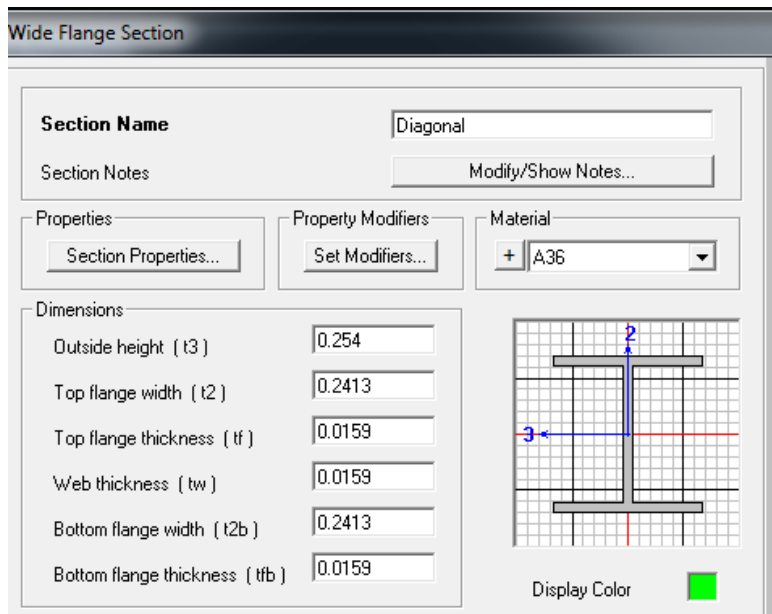 Wide Flange Section
Section Name
Diagonal
Section Notes
Modify/Show Notes...
Properties
Section Properties...
Property Modifiers
Set Modifiers...
Material
+
A36
Dimensions
Outside height ( t3 )
0.254
Top flange width ( t2 )
0.2413
Top flange thickness ( tf )
0.0159
Web thickness ( tw )
0.0159
Bottom flange width ( t2b )
0.2413
Bottom flange thickness ( tfb )
0.0159
2
3
Display Color